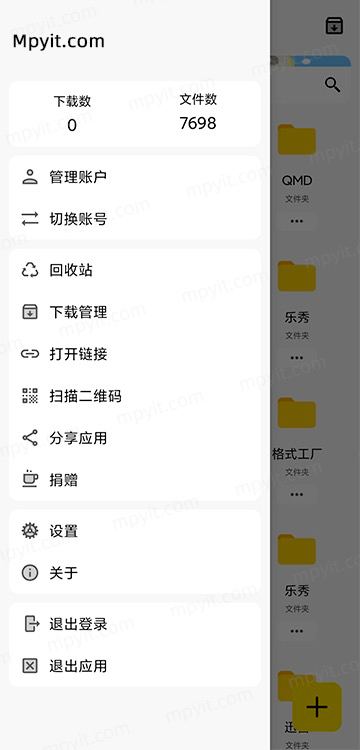 Mpyit.com
下载数
文件数
0
7698
管理账户
切换账号
回收站
下载管理
打开链接
扫描二维码
分享应用
捐赠
设置
关于
退出登录
退出应用
QMD
文件夹
乐秀
文件夹
格式工厂
文件夹
乐秀
文件夹
迅雷
mpyit.com